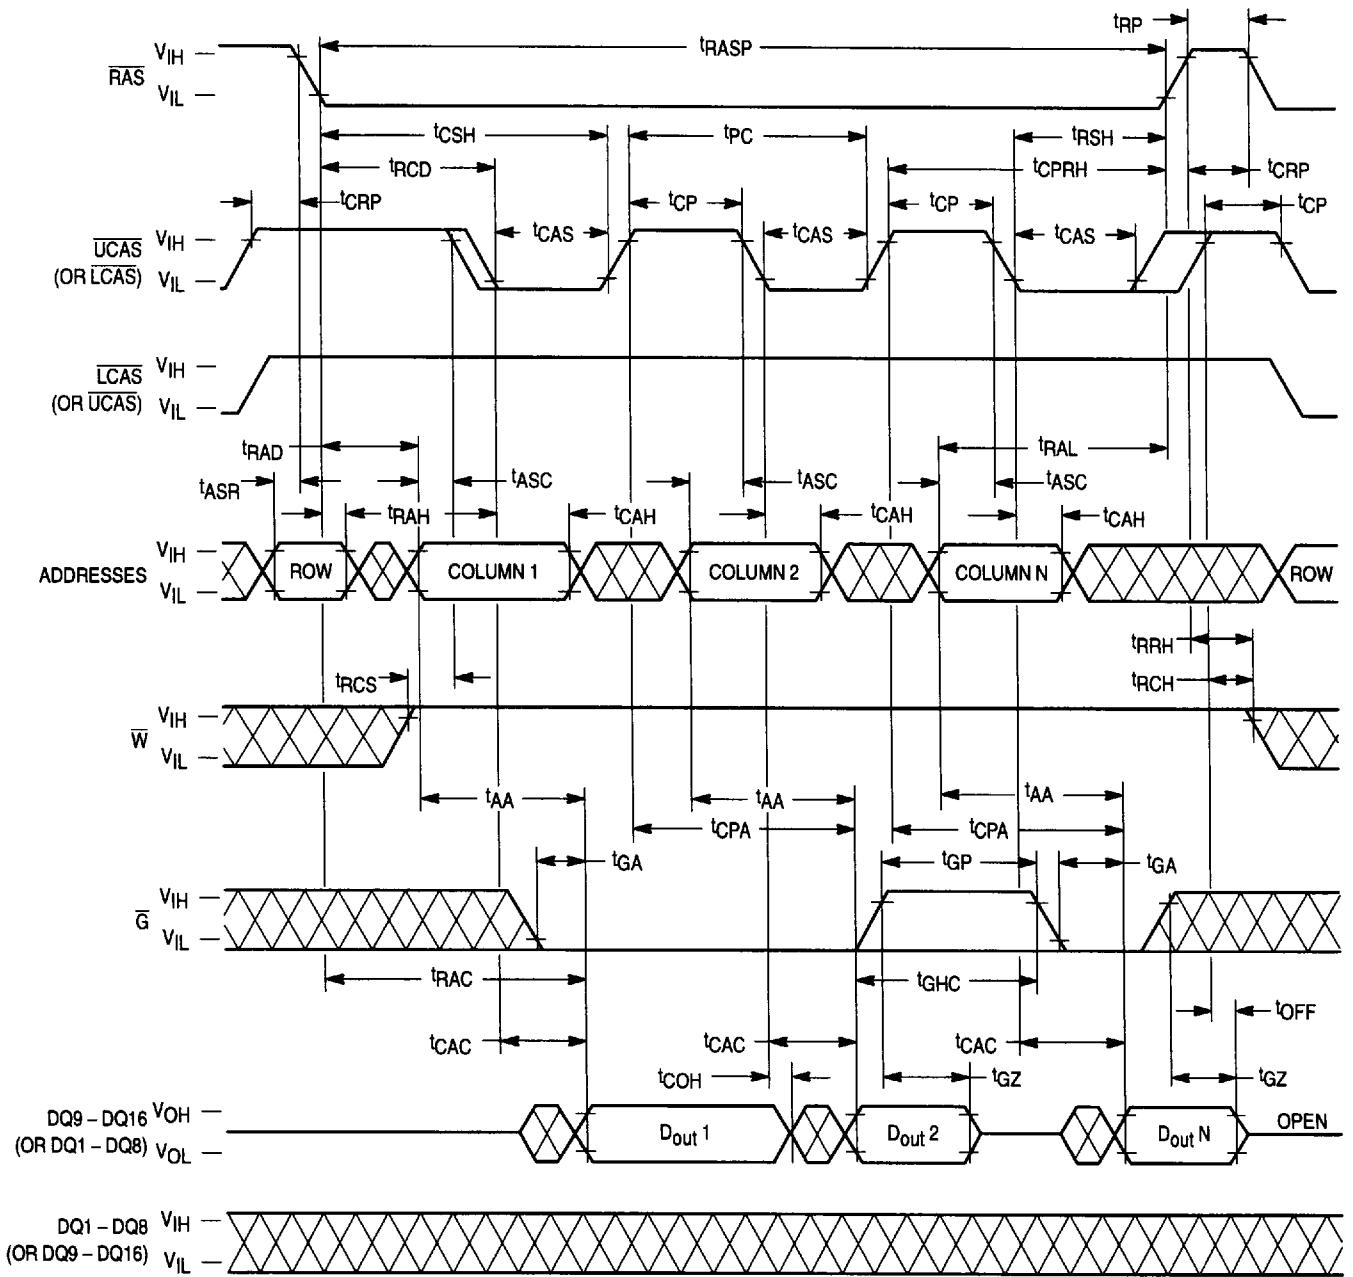 tRP
VIH
tRASP
RAS
VIL
tCSH
tPC
tRSH
tRCD
tCPRH
tCRP
tCRP
tCP
tCP
tCP
UCAS
VIH
tCAS
tCAS
tCAS
(OR LCAS)
VIL
LCAS
VIH
(OR UCAS)
VIL
tRAD
tRAL
tASR
tASC
tASC
tASC
tRAH
tCAH
tCAH
tCAH
ADDRESSES
VIH
ROW
COLUMN 1
COLUMN 2
COLUMN N
ROW
VIL
tRRH
tRCS
tRCH
W
VIH
VIL
tAA
tAA
tAA
tCPA
tCPA
tGA
tGP
tGA
G
VIH
VIL
tRAC
tGHC
tOFF
tCAC
tCAC
tCAC
tCOH
tGZ
tGZ
DQ9 – DQ16
VOH
Dout 1
Dout 2
Dout N
OPEN
(OR DQ1 – DQ8)
VOL
DQ1 – DQ8
VIH
(OR DQ9 – DQ16)
VIL